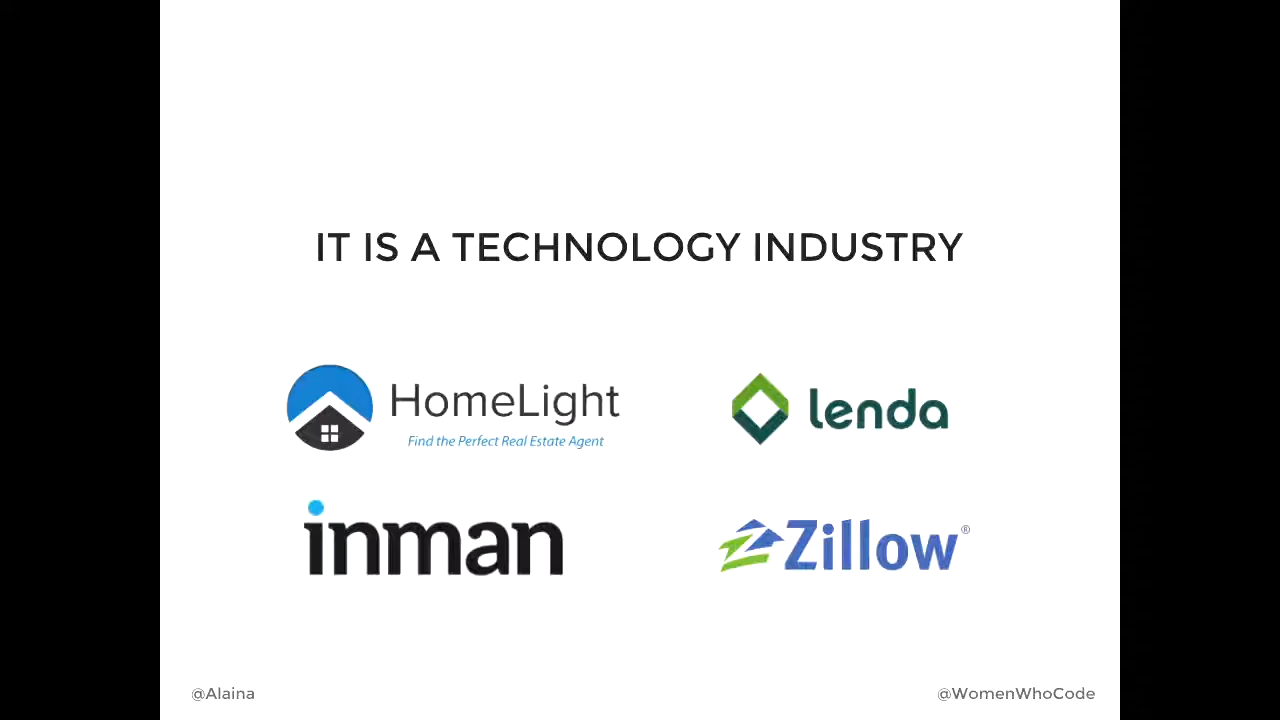 IT IS A TECHNOLOGY INDUSTRY
HomeLight
Find the Perfect Real Estate Agent
lenda
inman
Zillow®
@Alaina
@WomenWhoCode